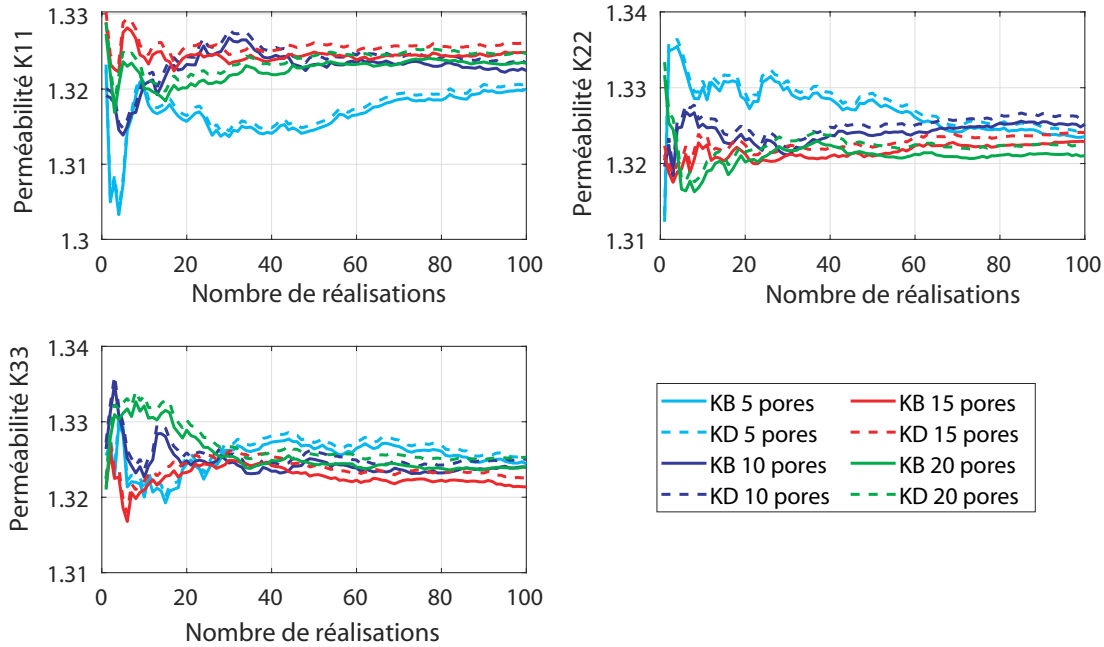 Perméabilité K11
1.33
1.32
1.31
1.3
0 20 40 60 80 100
Nombre de réalisations
Perméabilité K22
1.34
1.33
1.32
1.31
0 20 40 60 80 100
Nombre de réalisations
Perméabilité K33
1.34
1.33
1.32
1.31
0 20 40 60 80 100
Nombre de réalisations
KB 5 pores
KD 5 pores
KB 10 pores
KD 10 pores
KB 15 pores
KD 15 pores
KB 20 pores
KD 20 pores